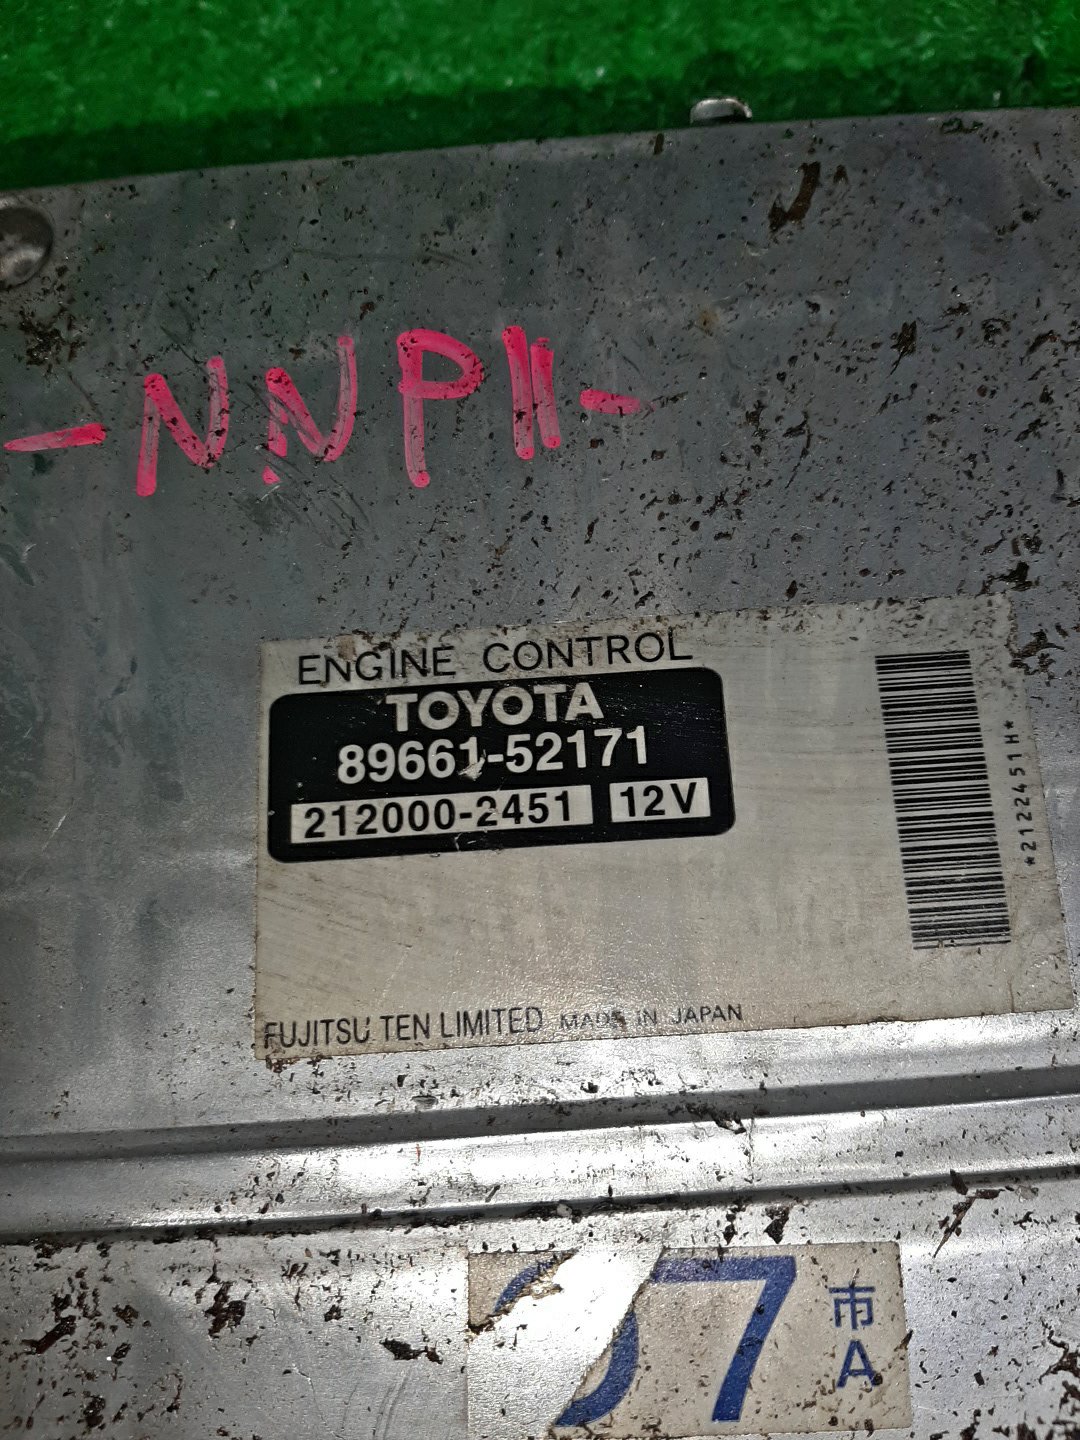 -NNP11-
ENGINE CONTROL
TOYOTA
89661-52171
212000-2451 12V
*2122451H*
FUJITSU TEN LIMITED MADE IN JAPAN
7 市
A